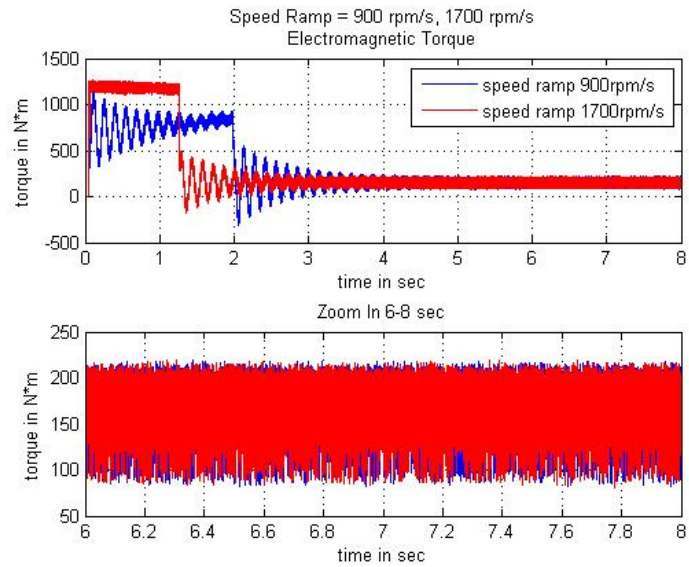 Speed Ramp = 900 rpm/s, 1700 rpm/s
Electromagnetic Torque
1500
1000
500
0
-500
torque in N*m
speed ramp 900rpm/s
speed ramp 1700rpm/s
0 1 2 3 4 5 6 7 8
time in sec
Zoom In 6-8 sec
250
200
150
100
50
torque in N*m
6 6.2 6.4 6.6 6.8 7 7.2 7.4 7.6 7.8 8
time in sec